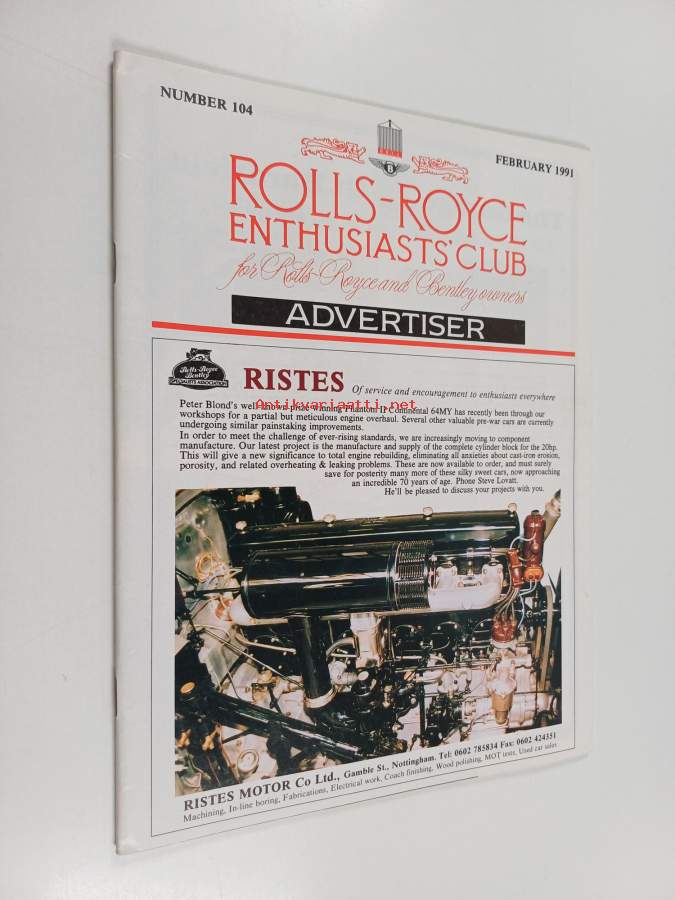 NUMBER 104
FEBRUARY 1991
B
ROLLS-ROYCE
ENTHUSIASTS' CLUB
for Rolls-Royce and Bentley owners
ADVERTISER
Rolls-Royce
Bentley
SPECIALISTS ASSOCIATION
RISTES Of service and encouragement to enthusiasts everywhere
Peter Blond's well-known prize winning Phantom II Continental 64MY has recently been through our
workshops for a partial but meticulous engine overhaul. Several other valuable pre-war cars are currently
undergoing similar painstaking improvements.
In order to meet the challenge of ever-rising standards, we are increasingly moving to component
manufacture. Our latest project is the manufacture and supply of the complete cylinder block for the 20hp.
This will give a new significance to total engine rebuilding, eliminating all anxieties about cast-iron erosion,
porosity, and related overheating & leaking problems. These are now available to order, and must surely
save for posterity many more of these silky sweet cars, now approaching
an incredible 70 years of age. Phone Steve Lovatt.
He'll be pleased to discuss your projects with you.
Antikvariaatti.net
RISTES MOTOR Co Ltd., Gamble St., Nottingham. Tel: 0602 785834 Fax: 0602 424351
Machining, In-line boring, Fabrications, Electrical work, Coach finishing, Wood polishing, MOT tests, Used car sales